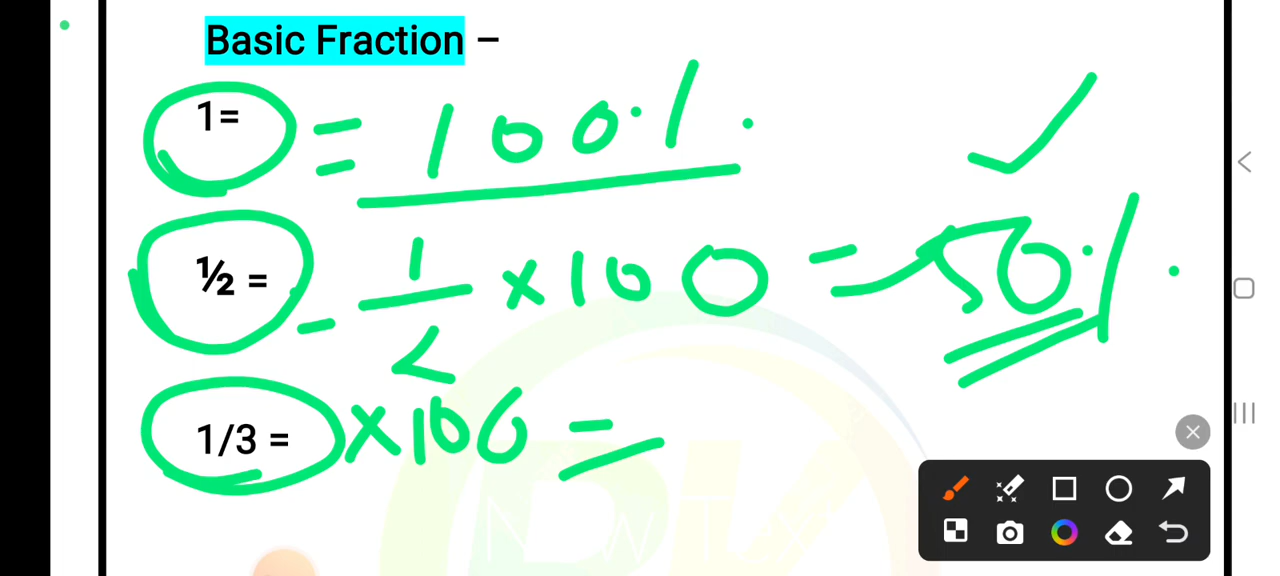 Basic Fraction –
1= = 100%.
½ = = 1/2 × 100 = 50%.
1/3 = × 100 =